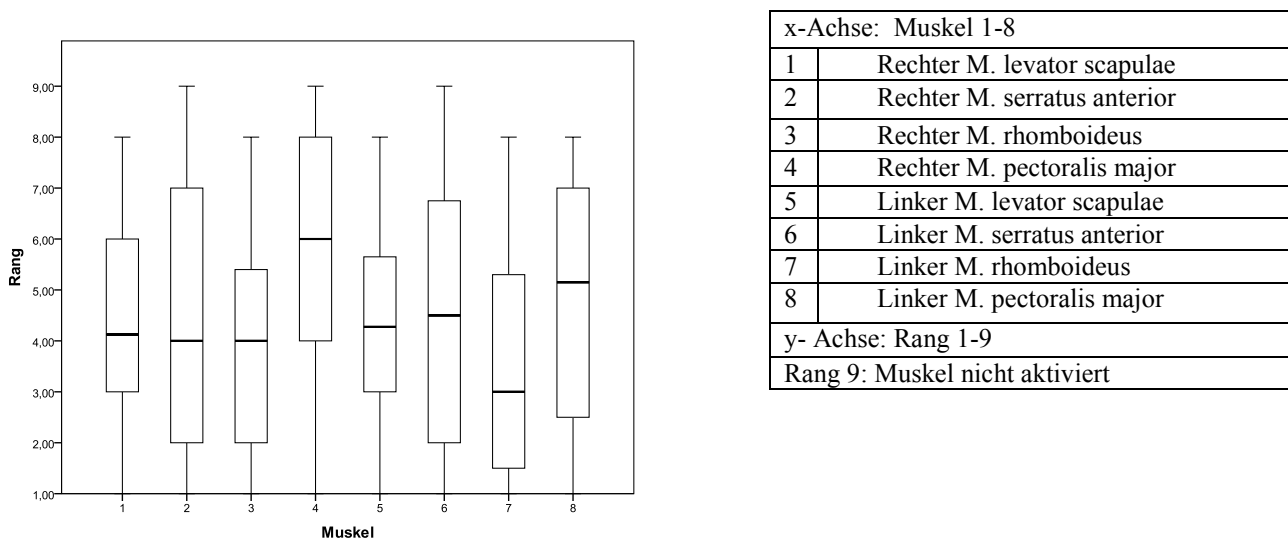 9,00
8,00
7,00
6,00
5,00
4,00
3,00
2,00
1,00
Rang
1 2 3 4 5 6 7 8
Muskel
x-Achse: Muskel 1-8
1 Rechter M. levator scapulae
2 Rechter M. serratus anterior
3 Rechter M. rhomboideus
4 Rechter M. pectoralis major
5 Linker M. levator scapulae
6 Linker M. serratus anterior
7 Linker M. rhomboideus
8 Linker M. pectoralis major
y- Achse: Rang 1-9
Rang 9: Muskel nicht aktiviert